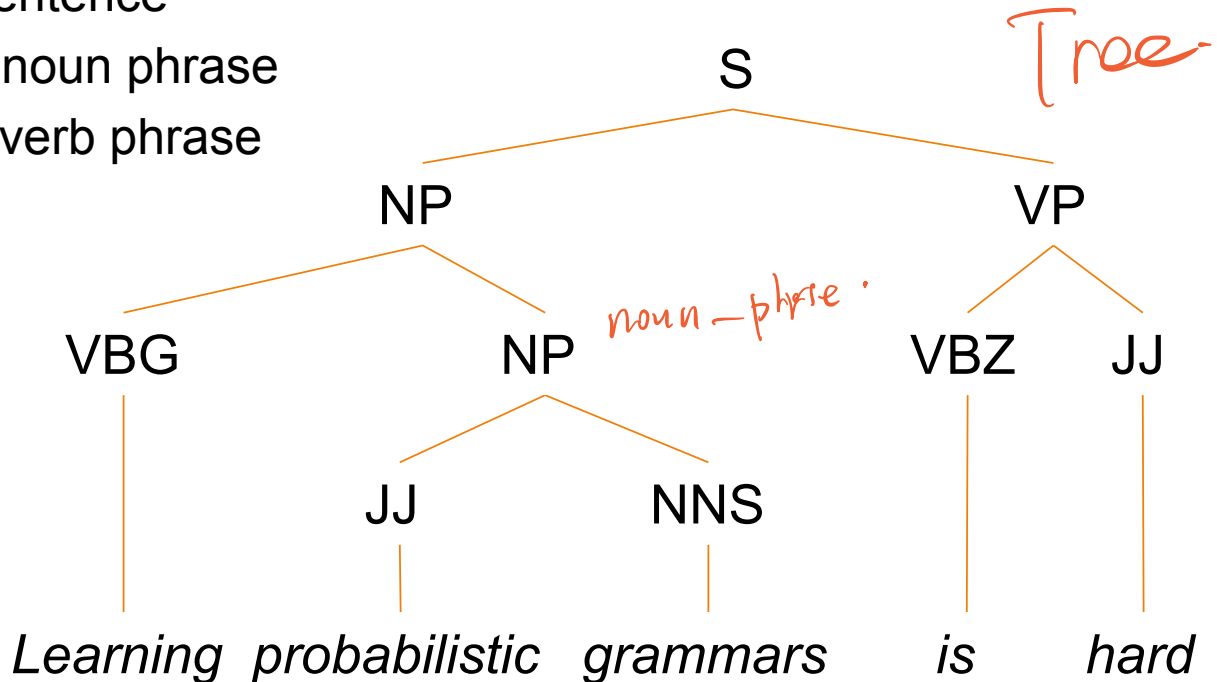 entence
noun phrase
verb phrase
S
Tree.
NP VP
noun-phrse.
VBG NP VBZ JJ
JJ NNS
Learning probabilistic grammars is hard